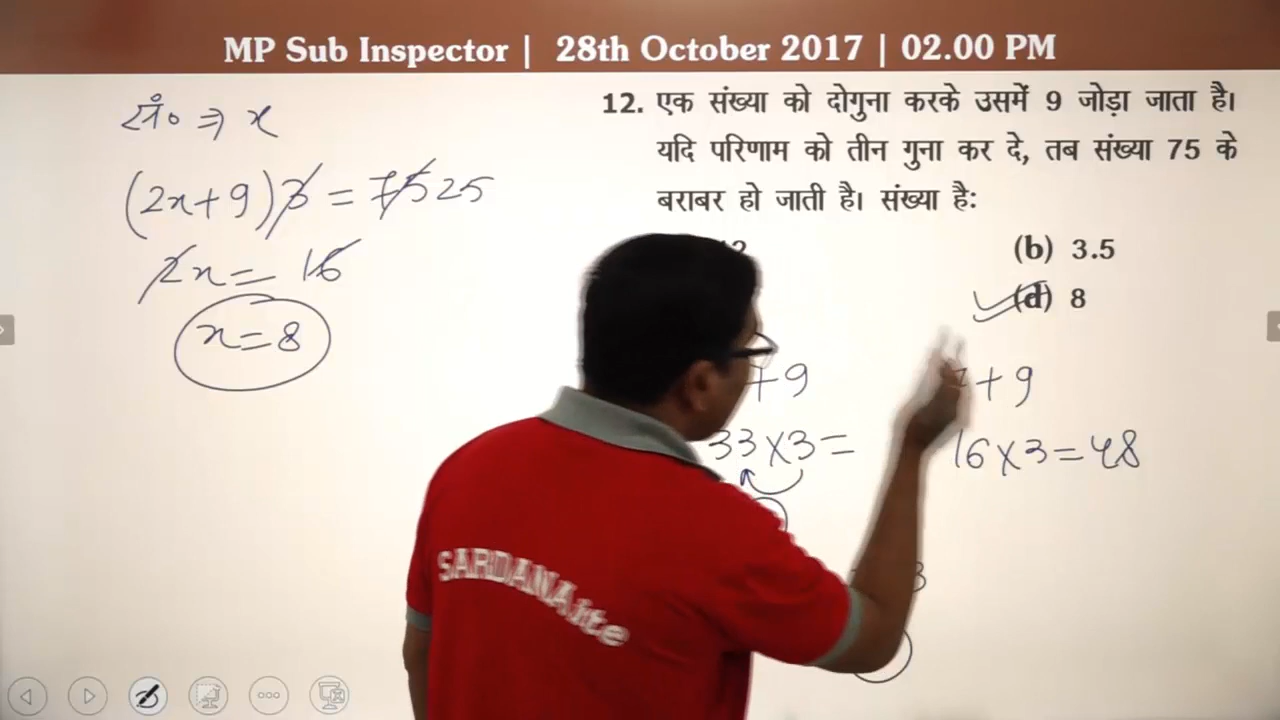 MP Sub Inspector | 28th October 2017 | 02.00 PM
सं० ⇒ x
(2x+9)3 = 75 25
2x = 16
x=8
12. एक संख्या को दोगुना करके उसमें 9 जोड़ा जाता है।
यदि परिणाम को तीन गुना कर दे, तब संख्या 75 के
बराबर हो जाती है। संख्या है:
(b) 3.5
(d) 8
+9
+ 9
33×3=
16×3=48
SARDANAite